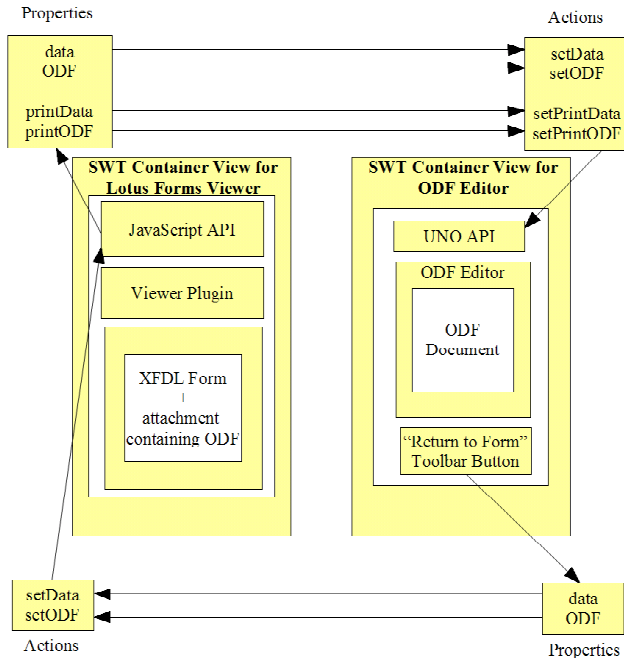 Properties
data
ODF
printData
printODF
Actions
setData
setODF
setPrintData
setPrintODF
SWT Container View for
Lotus Forms Viewer
JavaScript API
Viewer Plugin
XFDL Form
+
attachment
containing ODF
SWT Container View for
ODF Editor
UNO API
ODF Editor
ODF
Document
“Return to Form”
Toolbar Button
setData
setODF
Actions
data
ODF
Properties